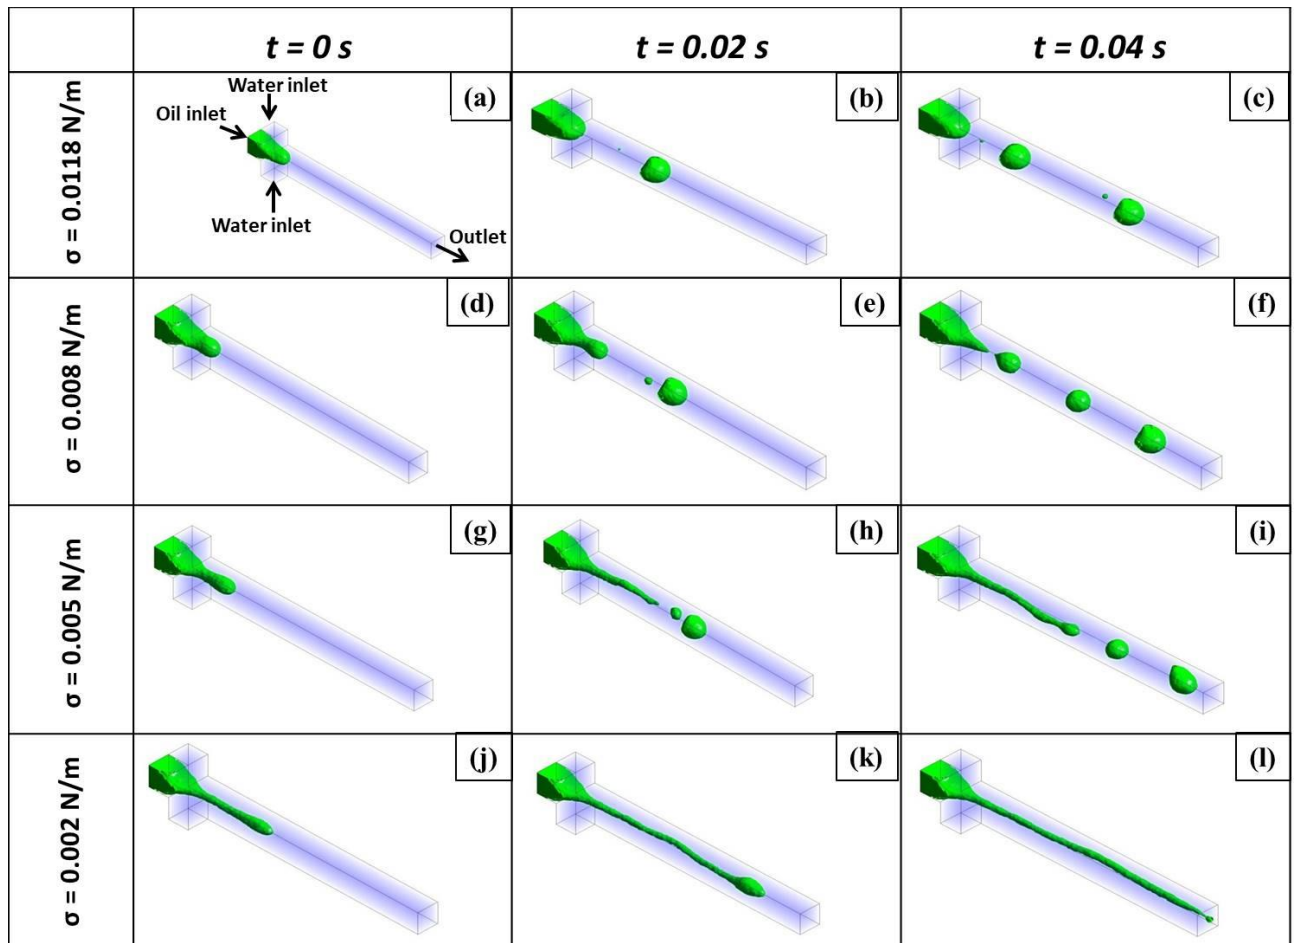 t = 0 s
t = 0.02 s
t = 0.04 s
σ = 0.0118 N/m
Water inlet
(a)
Oil inlet
Water inlet
Outlet
(b)
(c)
σ = 0.008 N/m
(d)
(e)
(f)
σ = 0.005 N/m
(g)
(h)
(i)
σ = 0.002 N/m
(j)
(k)
(l)